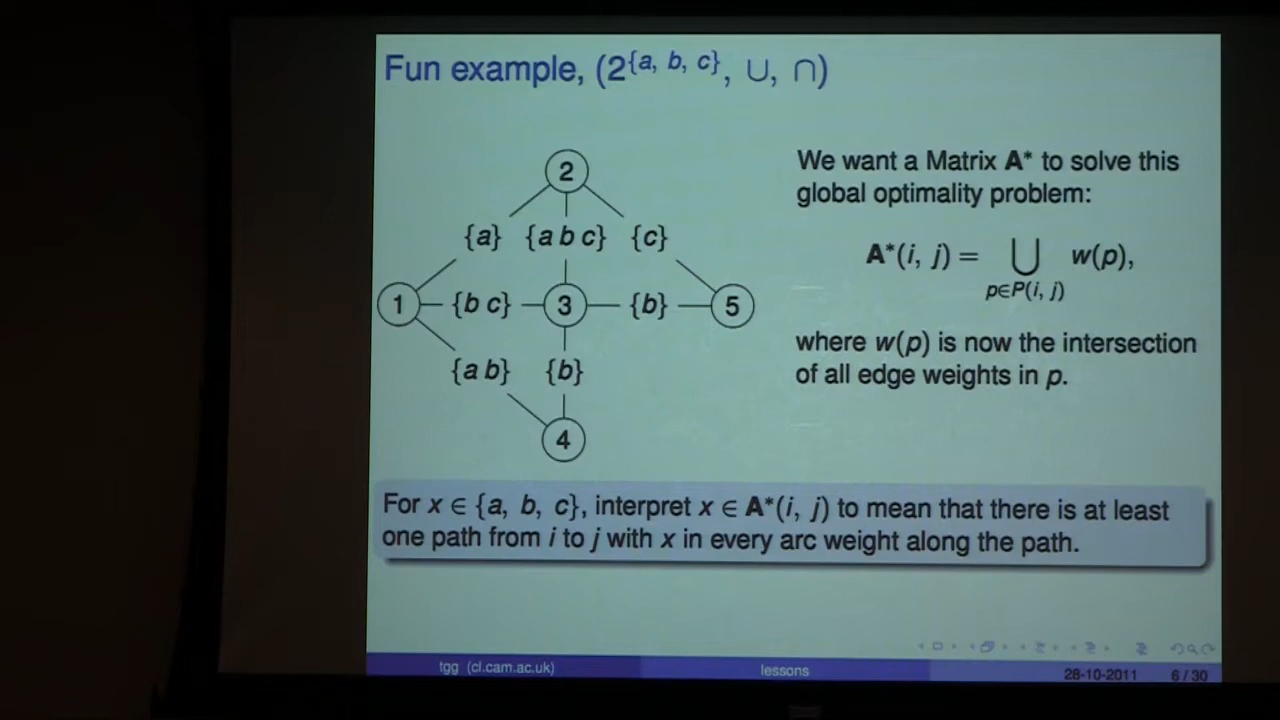 Fun example, (2^{a, b, c}, ∪, ∩)
2
{a} {a b c} {c}
1 {b c} 3 {b} 5
{a b} {b}
4
We want a Matrix A* to solve this
global optimality problem:
A*(i, j) = ⋃ w(p),
p∈P(i, j)
where w(p) is now the intersection
of all edge weights in p.
For x ∈ {a, b, c}, interpret x ∈ A*(i, j) to mean that there is at least
one path from i to j with x in every arc weight along the path.
tgg (cl.cam.ac.uk) lessons 28-10-2011 6 / 30